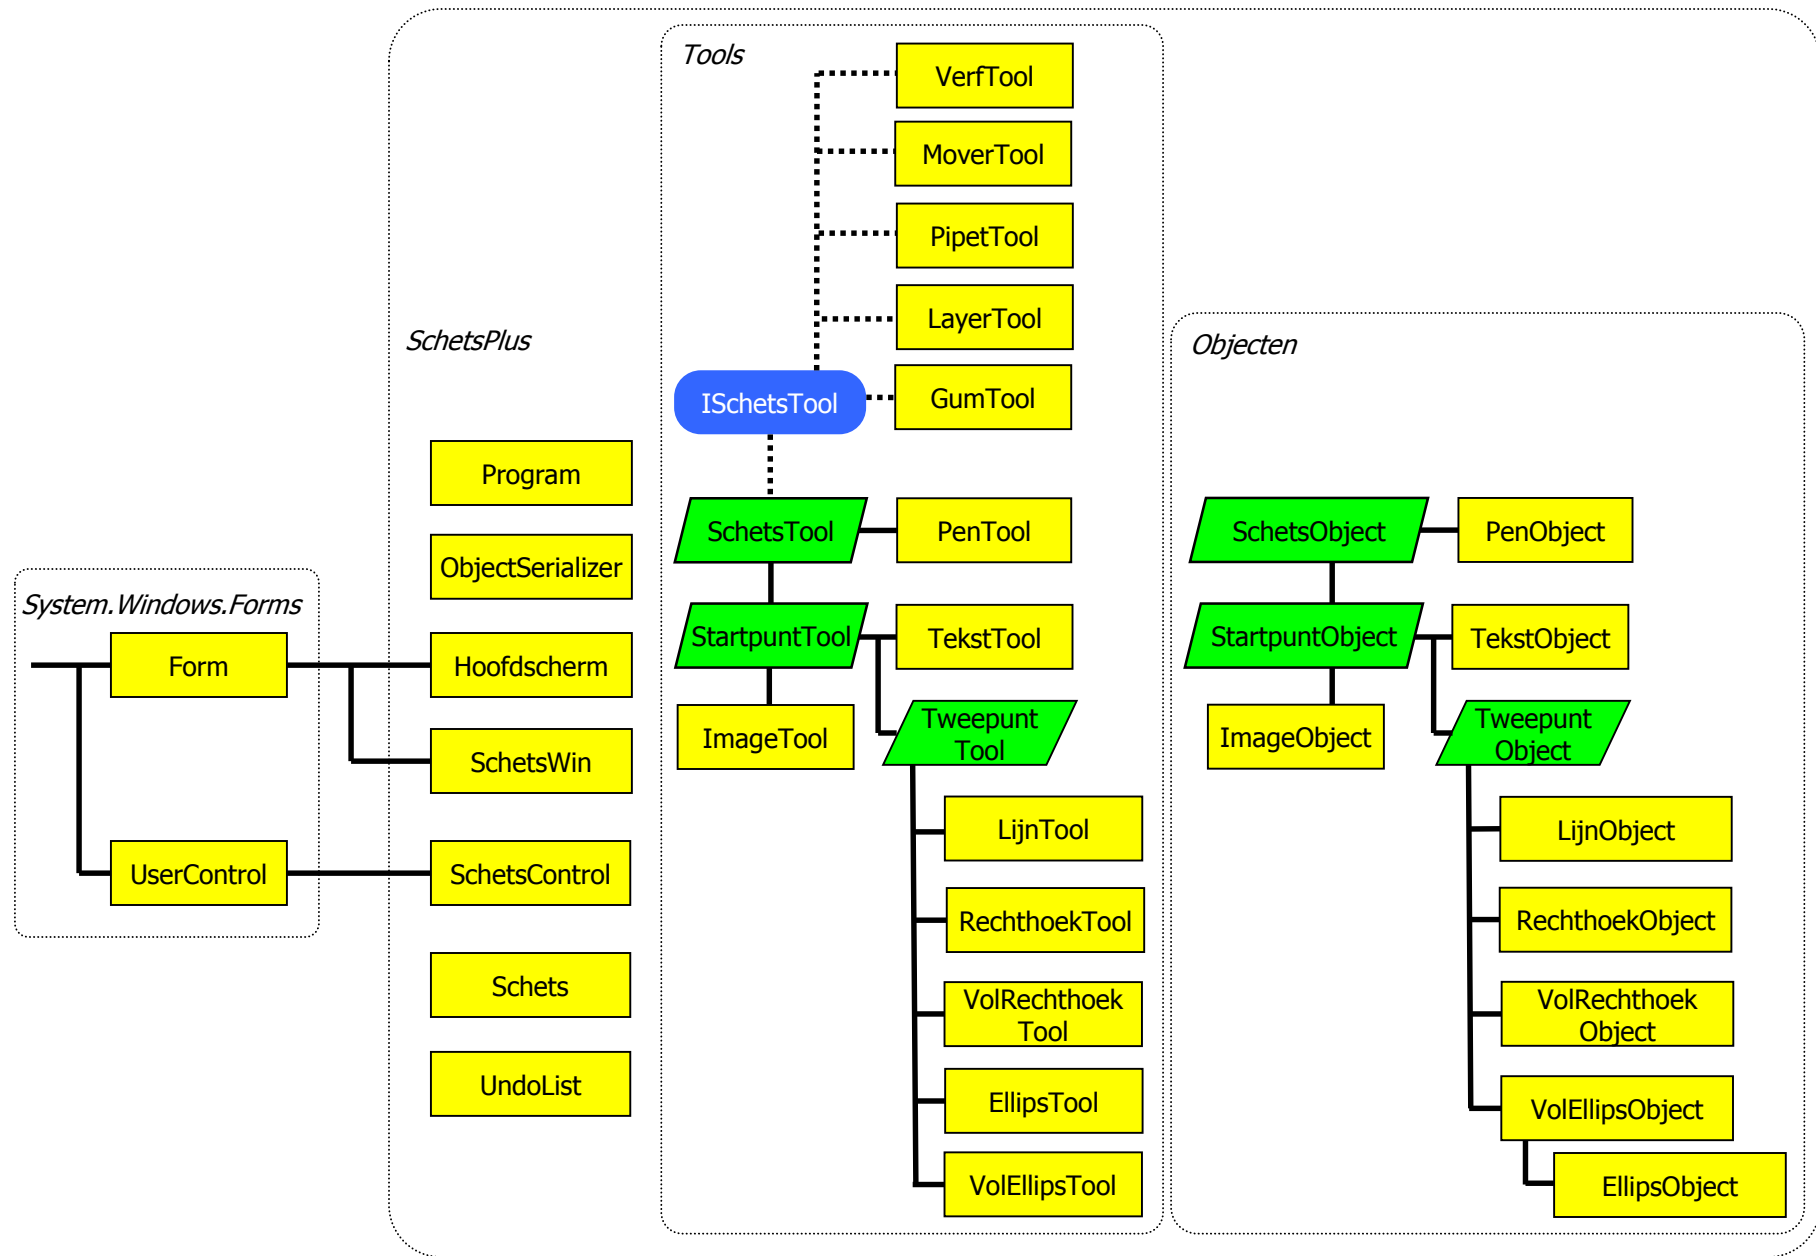 Tools
VerfTool
MoverTool
PipetTool
LayerTool
ISchetsTool
GumTool
SchetsTool
PenTool
StartpuntTool
TekstTool
ImageTool
Tweepunt
Tool
LijnTool
RechthoekTool
VolRechthoek
Tool
EllipsTool
VolEllipsTool
SchetsPlus
Program
ObjectSerializer
Hoofdscherm
SchetsWin
SchetsControl
Schets
UndoList
System.Windows.Forms
Form
UserControl
Objecten
SchetsObject
PenObject
StartpuntObject
TekstObject
ImageObject
Tweepunt
Object
LijnObject
RechthoekObject
VolRechthoek
Object
VolEllipsObject
EllipsObject